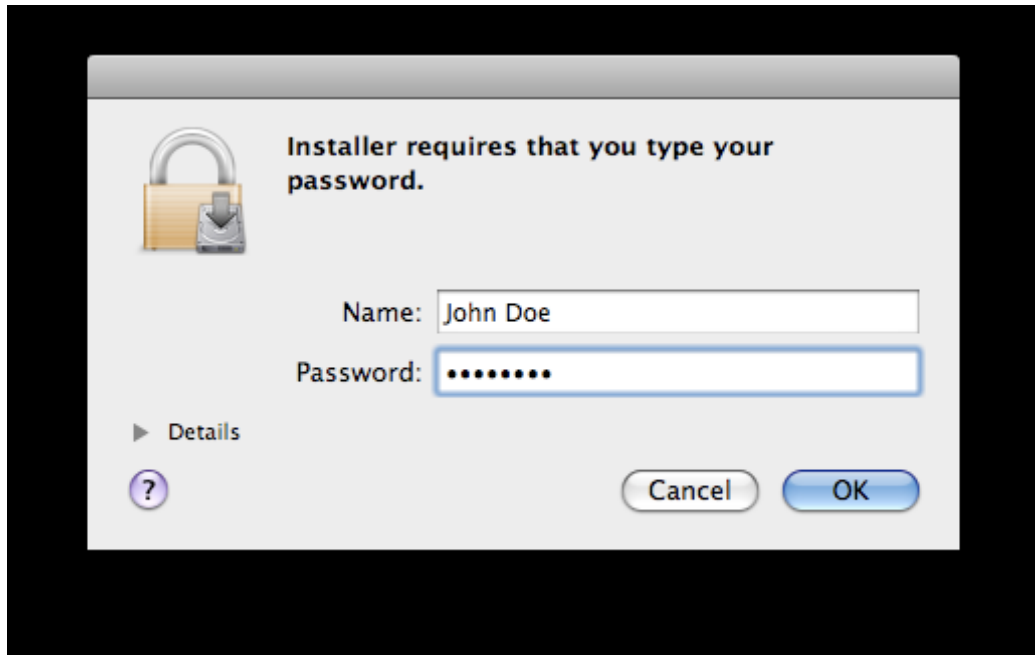 Installer requires that you type your
password.
Name: John Doe
Password: ••••••••
Details
? Cancel OK